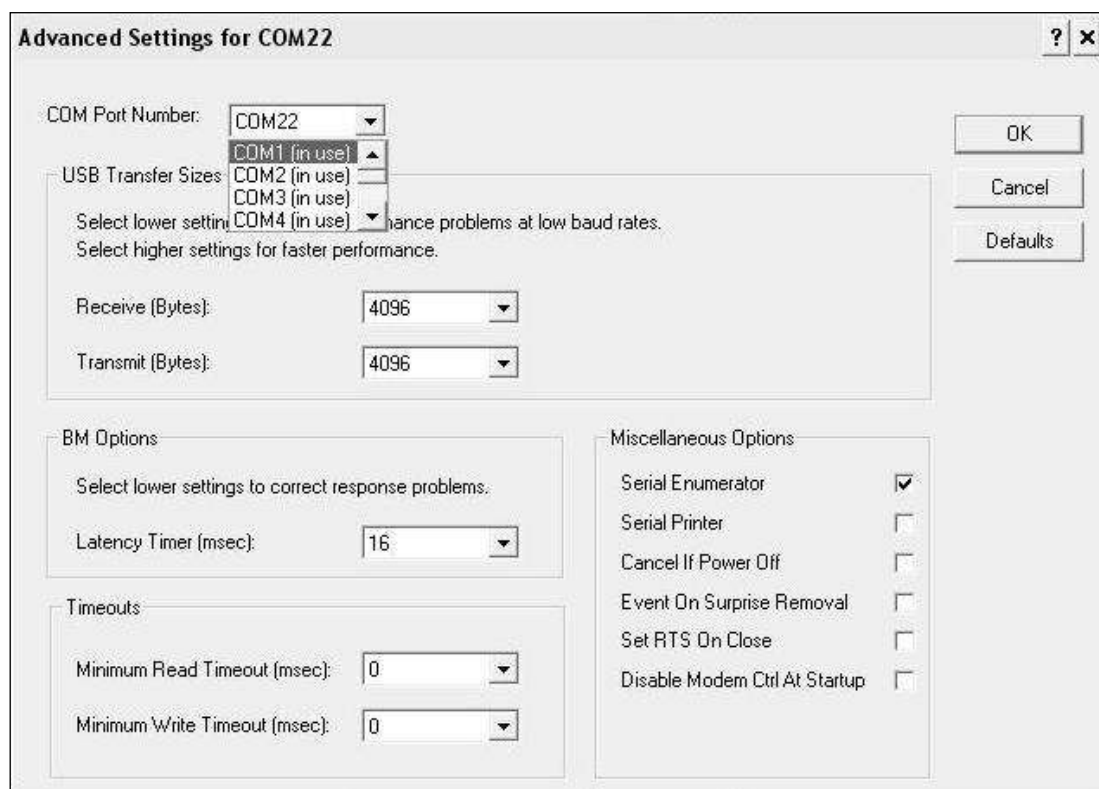 Advanced Settings for COM22
? ×
COM Port Number: COM22
COM1 (in use)
COM2 (in use)
COM3 (in use)
COM4 (in use)
OK
Cancel
Defaults
USB Transfer Sizes
Select lower mance problems at low baud rates.
Select higher settings for faster performance.
Receive (Bytes): 4096
Transmit (Bytes): 4096
BM Options
Select lower settings to correct response problems.
Latency Timer (msec): 16
Timeouts
Minimum Read Timeout (msec): 0
Minimum Write Timeout (msec): 0
Miscellaneous Options
Serial Enumerator
Serial Printer
Cancel If Power Off
Event On Surprise Removal
Set RTS On Close
Disable Modem Ctrl At Startup